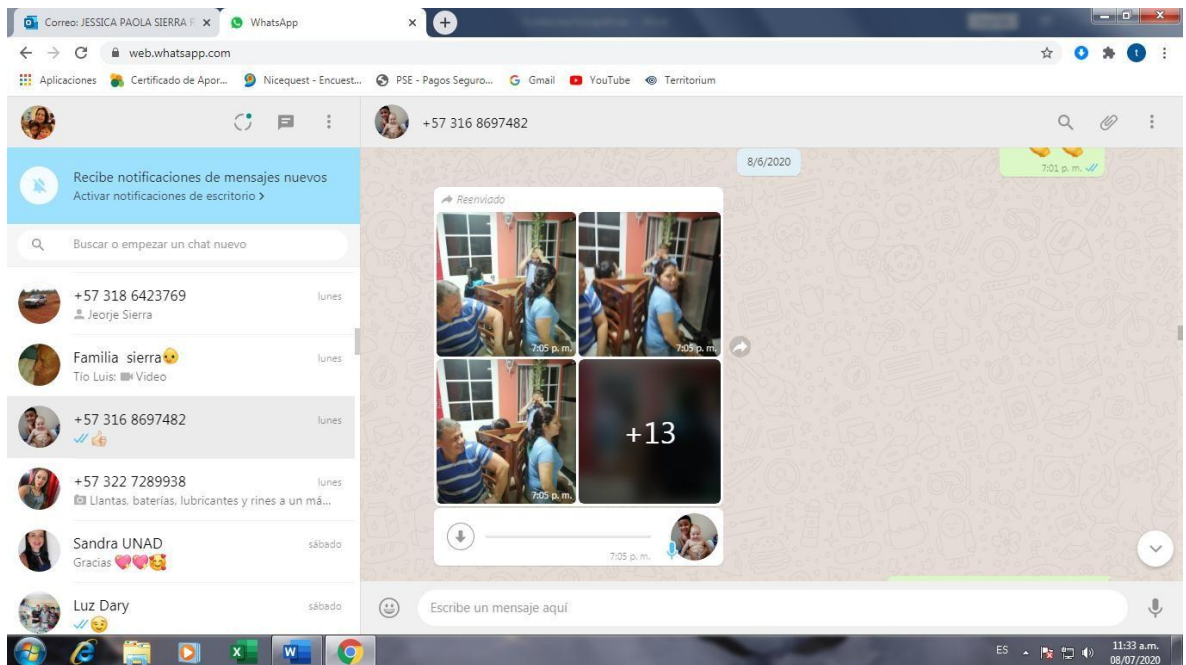 Correo: JESSICA PAOLA SIERRA F
WhatsApp
web.whatsapp.com
Aplicaciones
Certificado de Apor...
Nicequest - Encuest...
PSE - Pagos Seguro...
Gmail
YouTube
Territorium
t
+57 316 8697482
Recibe notificaciones de mensajes nuevos
Activar notificaciones de escritorio >
Buscar o empezar un chat nuevo
+57 318 6423769 lunes
Jeorje Sierra
Familia sierra👴 lunes
Tío Luis: Video
+57 316 8697482 lunes
👍
+57 322 7289938 lunes
Llantas, baterías, lubricantes y rines a un má...
Sandra UNAD sábado
Gracias 💖💖🥰
Luz Dary sábado
😏
8/6/2020
7:01 p. m.
Reenviado
7:05 p. m.
7:05 p. m.
7:05 p. m.
+13
7:05 p. m.
Escribe un mensaje aquí
ES
11:33 a.m.
08/07/2020